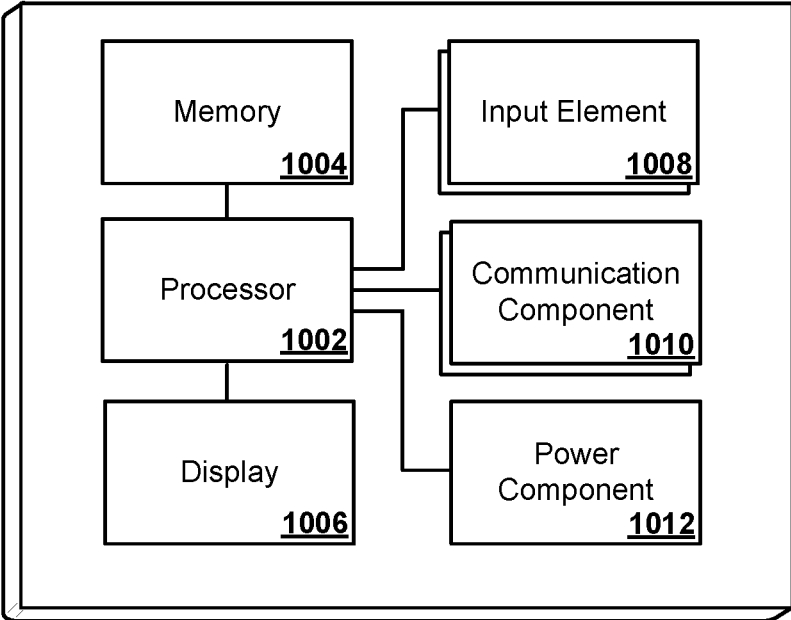 Memory
1004
Input Element
1008
Processor
1002
Communication
Component
1010
Display
1006
Power
Component
1012